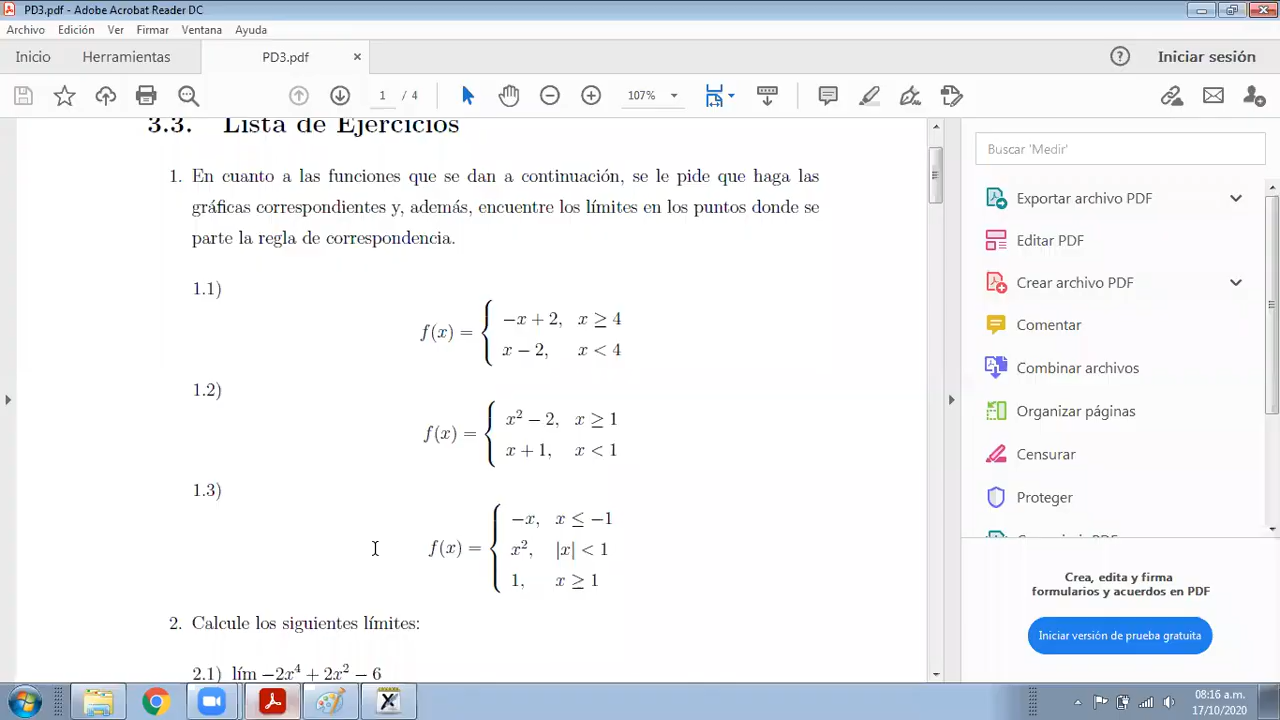 PD3.pdf - Adobe Acrobat Reader DC
Archivo Edición Ver Firmar Ventana Ayuda
Inicio Herramientas PD3.pdf × ? Iniciar sesión
1 / 4 107%
3.3. Lista de Ejercicios
1. En cuanto a las funciones que se dan a continuación, se le pide que haga las
gráficas correspondientes y, además, encuentre los límites en los puntos donde se
parte la regla de correspondencia.
1.1)
f(x) = { −x + 2, x ≥ 4
x − 2, x < 4
1.2)
f(x) = { x² − 2, x ≥ 1
x + 1, x < 1
1.3)
f(x) = { −x, x ≤ −1
x², |x| < 1
1, x ≥ 1
2. Calcule los siguientes límites:
2.1) lím −2x⁴ + 2x² − 6
Buscar 'Medir'
Exportar archivo PDF
Editar PDF
Crear archivo PDF
Comentar
Combinar archivos
Organizar páginas
Censurar
Proteger
Crea, edita y firma
formularios y acuerdos en PDF
Iniciar versión de prueba gratuita
08:16 a.m.
17/10/2020